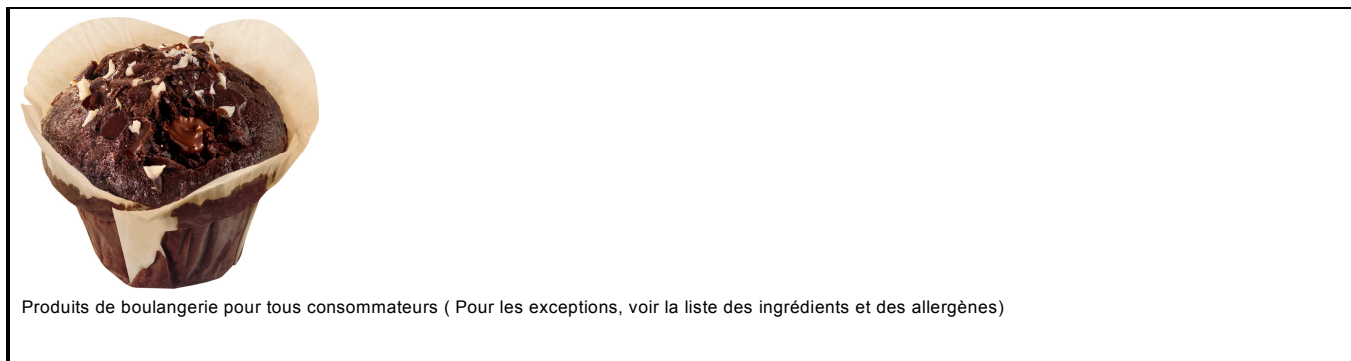 Produits de boulangerie pour tous consommateurs ( Pour les exceptions, voir la liste des ingrédients et des allergènes)